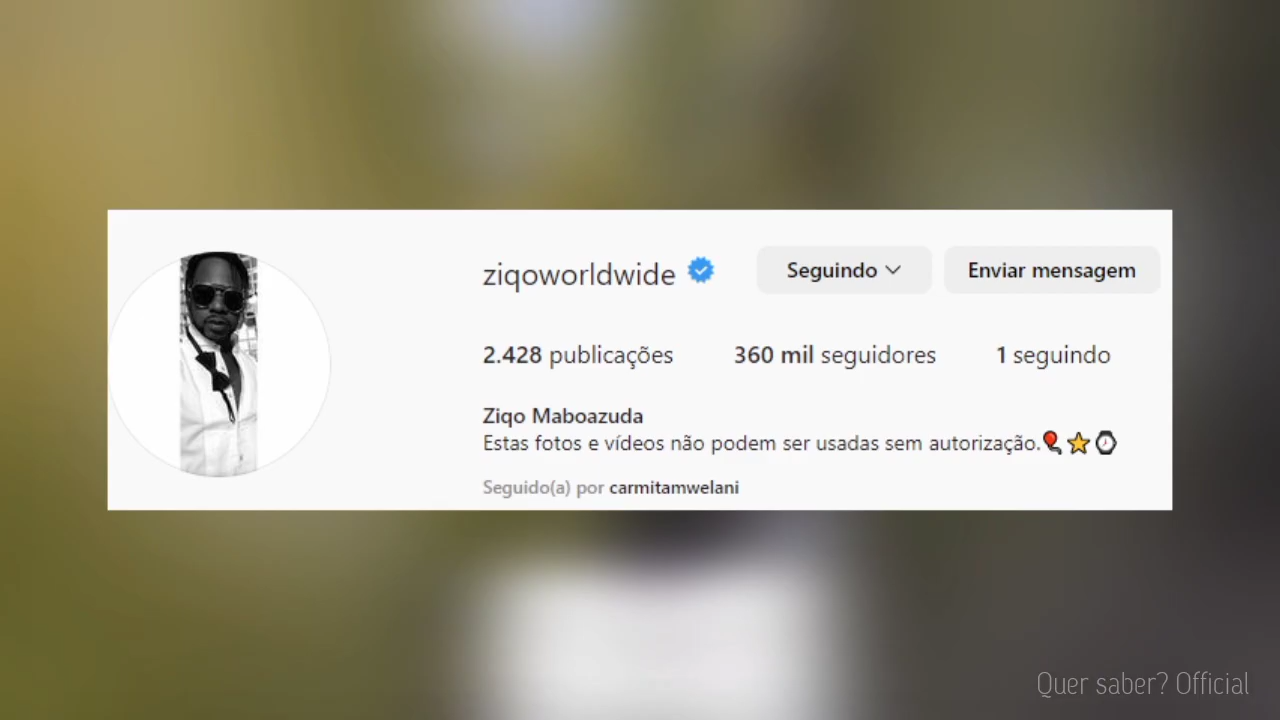 ziqoworldwide
Seguindo
Enviar mensagem
2.428 publicações 360 mil seguidores 1 seguindo
Ziqo Maboazuda
Estas fotos e vídeos não podem ser usadas sem autorização.🎈⭐⌚
Seguido(a) por carmitamwelani
Quer saber? Official